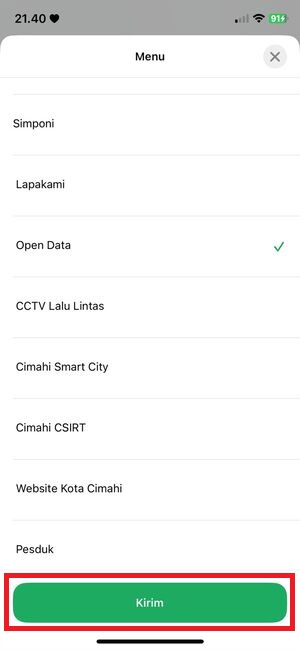 21.40
91
Menu
Simponi
Lapakami
Open Data
CCTV Lalu Lintas
Cimahi Smart City
Cimahi CSIRT
Website Kota Cimahi
Pesduk
Kirim